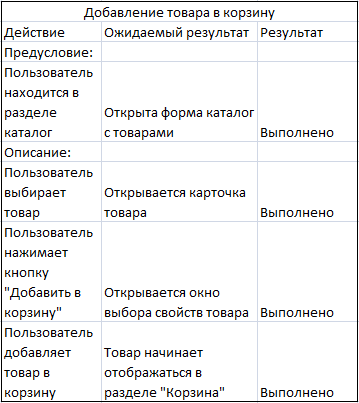 Добавление товара в корзину
Действие Ожидаемый результат Результат
Предусловие:
Пользователь
находится в
разделе
каталог
Открыта форма каталог
с товарами
Выполнено
Описание:
Пользователь
выбирает
товар
Открывается карточка
товара
Выполнено
Пользователь
нажимает
кнопку
"Добавить в
корзину"
Открывается окно
выбора свойств товара
Выполнено
Пользователь
добавляет
товар в
корзину
Товар начинает
отображаться в
разделе "Корзина"
Выполнено